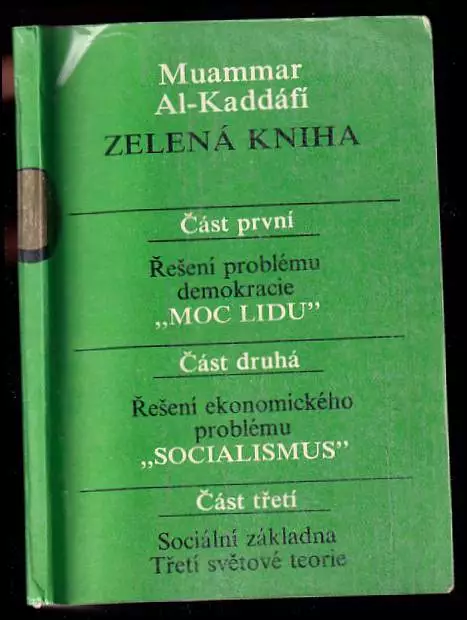 Muammar
Al-Kaddáfí
ZELENÁ KNIHA
Část první
Řešení problému
demokracie
„MOC LIDU”
Část druhá
Řešení ekonomického
problému
„SOCIALISMUS”
Část třetí
Sociální základna
Třetí světové teorie